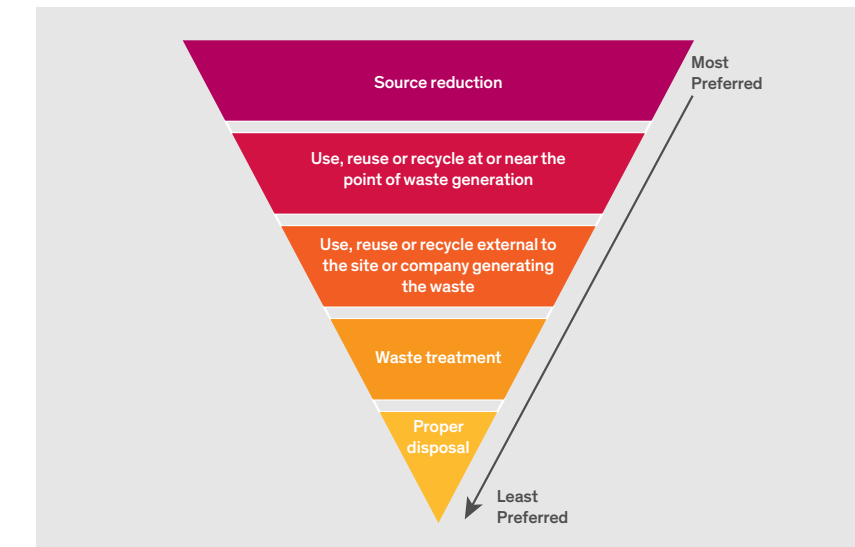 Source reduction
Most
Preferred
Use, reuse or recycle at or near the
point of waste generation
Use, reuse or recycle external to
the site or company generating
the waste
Waste treatment
Proper
disposal
Least
Preferred